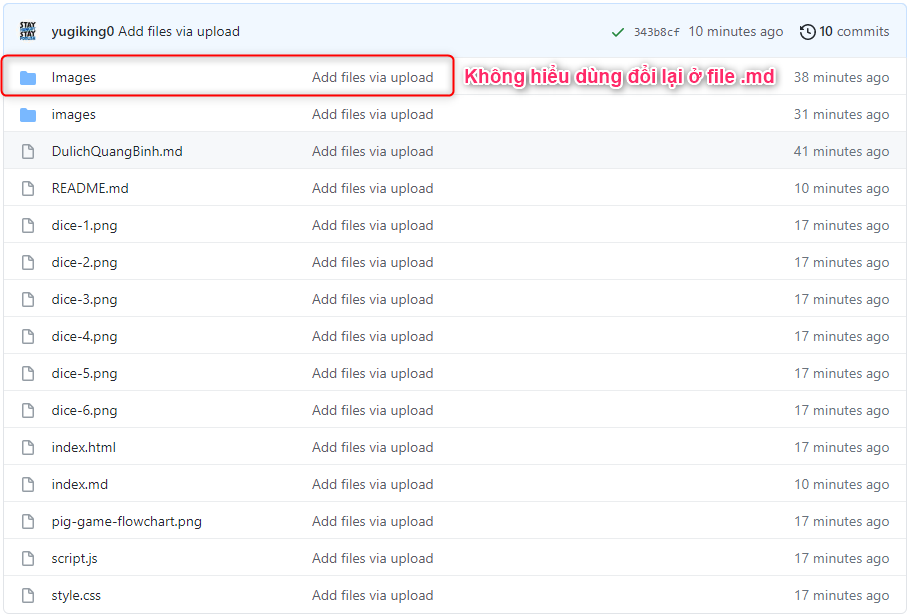 STAY STAY yugiking0 Add files via upload 343b8cf 10 minutes ago 10 commits
Images Add files via upload Không hiểu dùng đổi lại ở file .md 38 minutes ago
images Add files via upload 31 minutes ago
DulichQuangBinh.md Add files via upload 41 minutes ago
README.md Add files via upload 10 minutes ago
dice-1.png Add files via upload 17 minutes ago
dice-2.png Add files via upload 17 minutes ago
dice-3.png Add files via upload 17 minutes ago
dice-4.png Add files via upload 17 minutes ago
dice-5.png Add files via upload 17 minutes ago
dice-6.png Add files via upload 17 minutes ago
index.html Add files via upload 17 minutes ago
index.md Add files via upload 10 minutes ago
pig-game-flowchart.png Add files via upload 17 minutes ago
script.js Add files via upload 17 minutes ago
style.css Add files via upload 17 minutes ago